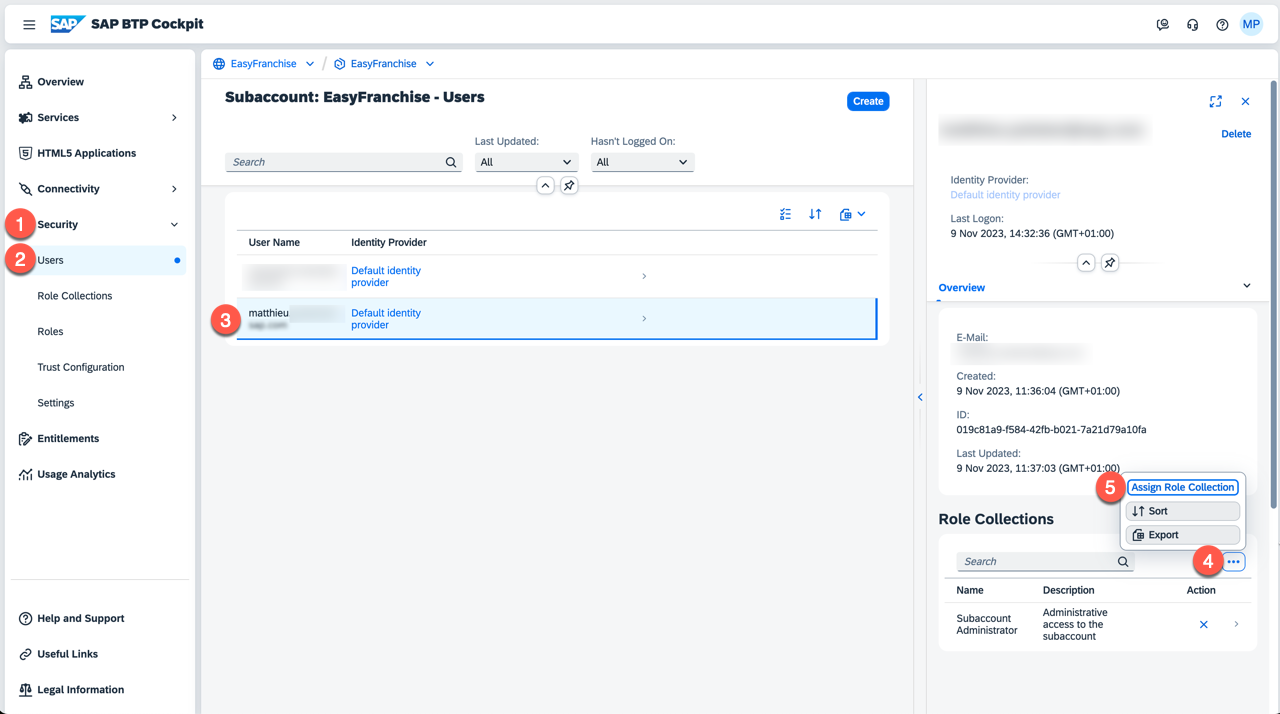 SAP SAP BTP Cockpit
MP
Overview
Services
HTML5 Applications
Connectivity
1 Security
2 Users
Role Collections
Roles
Trust Configuration
Settings
Entitlements
Usage Analytics
Help and Support
Useful Links
Legal Information
EasyFranchise / EasyFranchise
Subaccount: EasyFranchise - Users
Create
Last Updated:
Hasn't Logged On:
Search
All
All
User Name
Identity Provider
Default identity
provider
3
matthieu
sap.com
Default identity
provider
Delete
Identity Provider:
Default identity provider
Last Logon:
9 Nov 2023, 14:32:36 (GMT+01:00)
Overview
E-Mail:
Created:
9 Nov 2023, 11:36:04 (GMT+01:00)
ID:
019c81a9-f584-42fb-b021-7a21d79a10fa
Last Updated:
9 Nov 2023, 11:37:03 (GMT+01:00)
5 Assign Role Collection
Sort
Export
Role Collections
Search
4
Name
Description
Action
Subaccount
Administrator
Administrative
access to the
subaccount